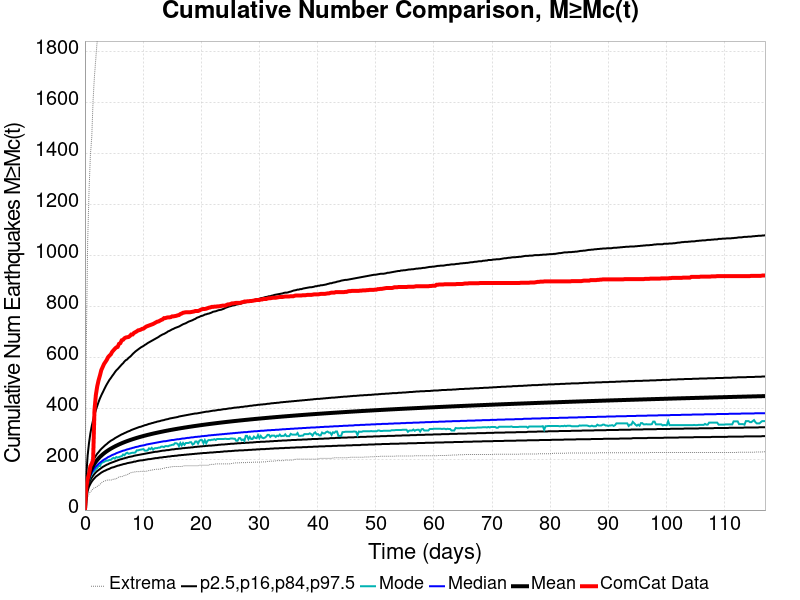 Cumulative Number Comparison, M≥Mc(t)
Cumulative Num Earthquakes M≥Mc(t)
1800
1600
1400
1200
1000
800
600
400
200
0
0 10 20 30 40 50 60 70 80 90 100 110
Time (days)
Extrema p2.5,p16,p84,p97.5 Mode Median Mean ComCat Data